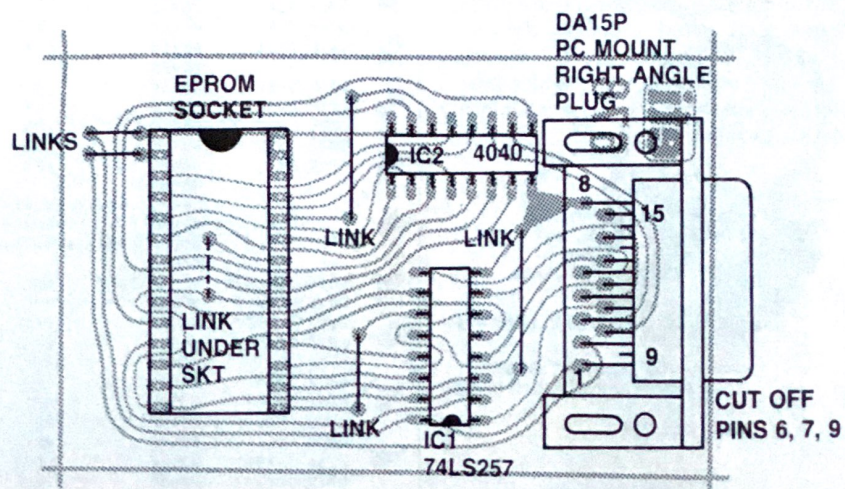 DA15P
PC MOUNT
RIGHT ANGLE
PLUG
EPROM
SOCKET
LINKS
IC2 4040
8
15
LINK
LINK
LINK
UNDER
SKT
9
1
LINK
IC1
74LS257
CUT OFF
PINS 6, 7, 9